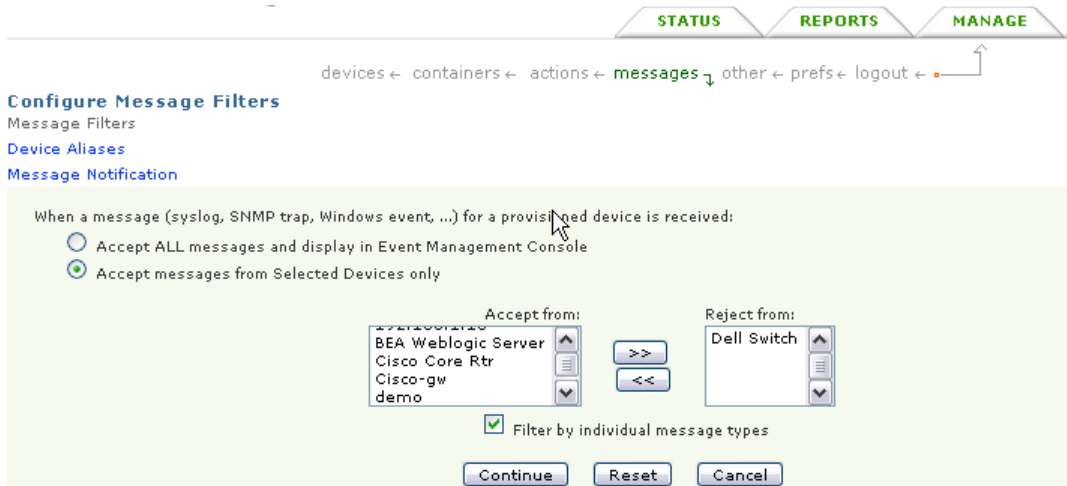 STATUS REPORTS MANAGE
devices ← containers ← actions ← messages other ← prefs ← logout ←
Configure Message Filters
Message Filters
Device Aliases
Message Notification
When a message (syslog, SNMP trap, Windows event, ...) for a provisioned device is received:
Accept ALL messages and display in Event Management Console
Accept messages from Selected Devices only
Accept from: Reject from:
BEA Weblogic Server Dell Switch
Cisco Core Rtr >>
Cisco-gw <<
demo
Filter by individual message types
Continue Reset Cancel